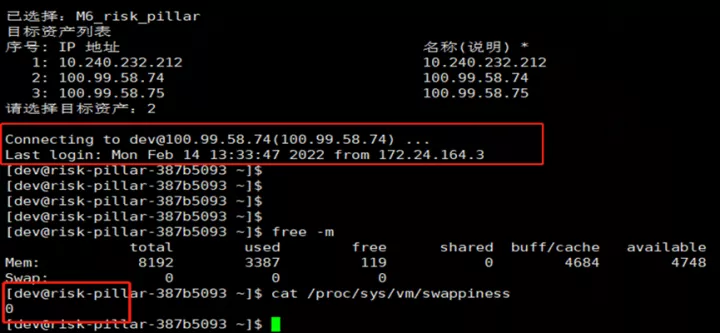 已选择：M6_risk_pillar
目标资产列表
序号: IP 地址 名称(说明) *
1: 10.240.232.212 10.240.232.212
2: 100.99.58.74 100.99.58.74
3: 100.99.58.75 100.99.58.75
请选择目标资产：2
Connecting to dev@100.99.58.74(100.99.58.74) ...
Last login: Mon Feb 14 13:33:47 2022 from 172.24.164.3
[dev@risk-pillar-387b5093 ~]$
[dev@risk-pillar-387b5093 ~]$
[dev@risk-pillar-387b5093 ~]$
[dev@risk-pillar-387b5093 ~]$
[dev@risk-pillar-387b5093 ~]$ free -m
total used free shared buff/cache available
Mem: 8192 3387 119 0 4684 4748
Swap: 0 0 0
[dev@risk-pillar-387b5093 ~]$ cat /proc/sys/vm/swappiness
0
[dev@risk-pillar-387b5093 ~]$